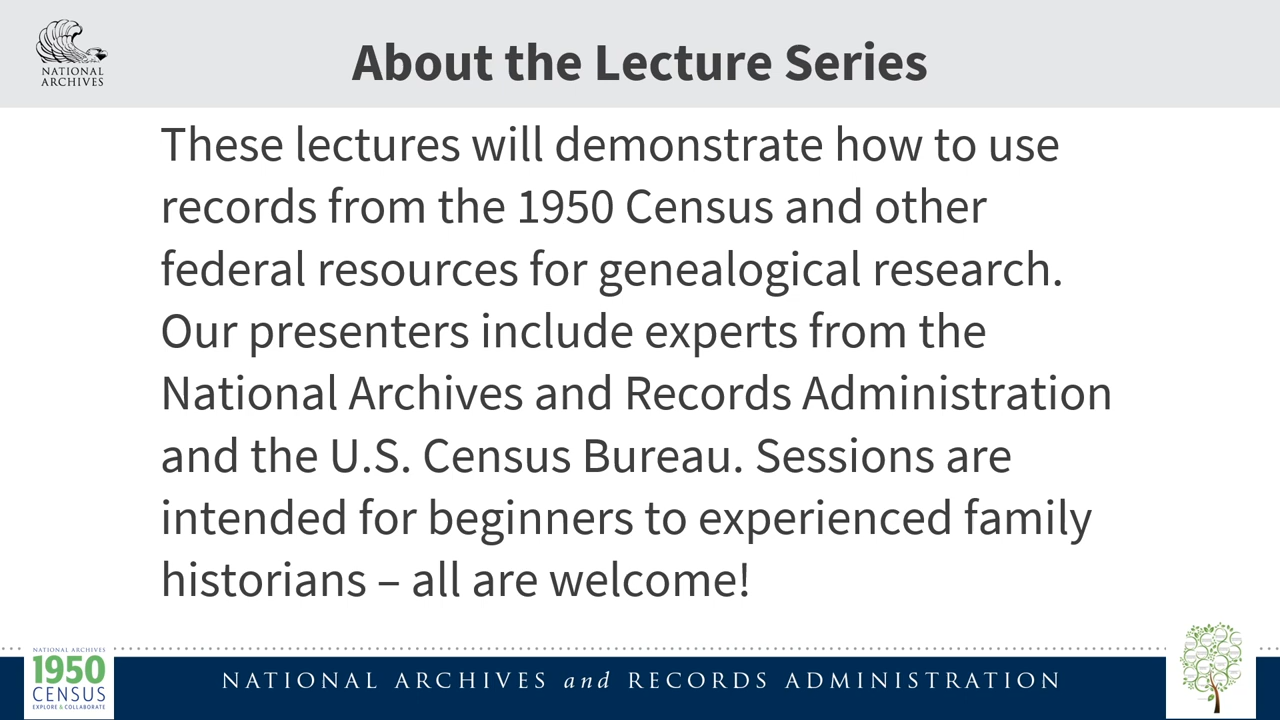 NATIONAL
ARCHIVES
About the Lecture Series
These lectures will demonstrate how to use
records from the 1950 Census and other
federal resources for genealogical research.
Our presenters include experts from the
National Archives and Records Administration
and the U.S. Census Bureau. Sessions are
intended for beginners to experienced family
historians – all are welcome!
NATIONAL ARCHIVES
1950
CENSUS
EXPLORE & COLLABORATE
NATIONAL ARCHIVES and RECORDS ADMINISTRATION